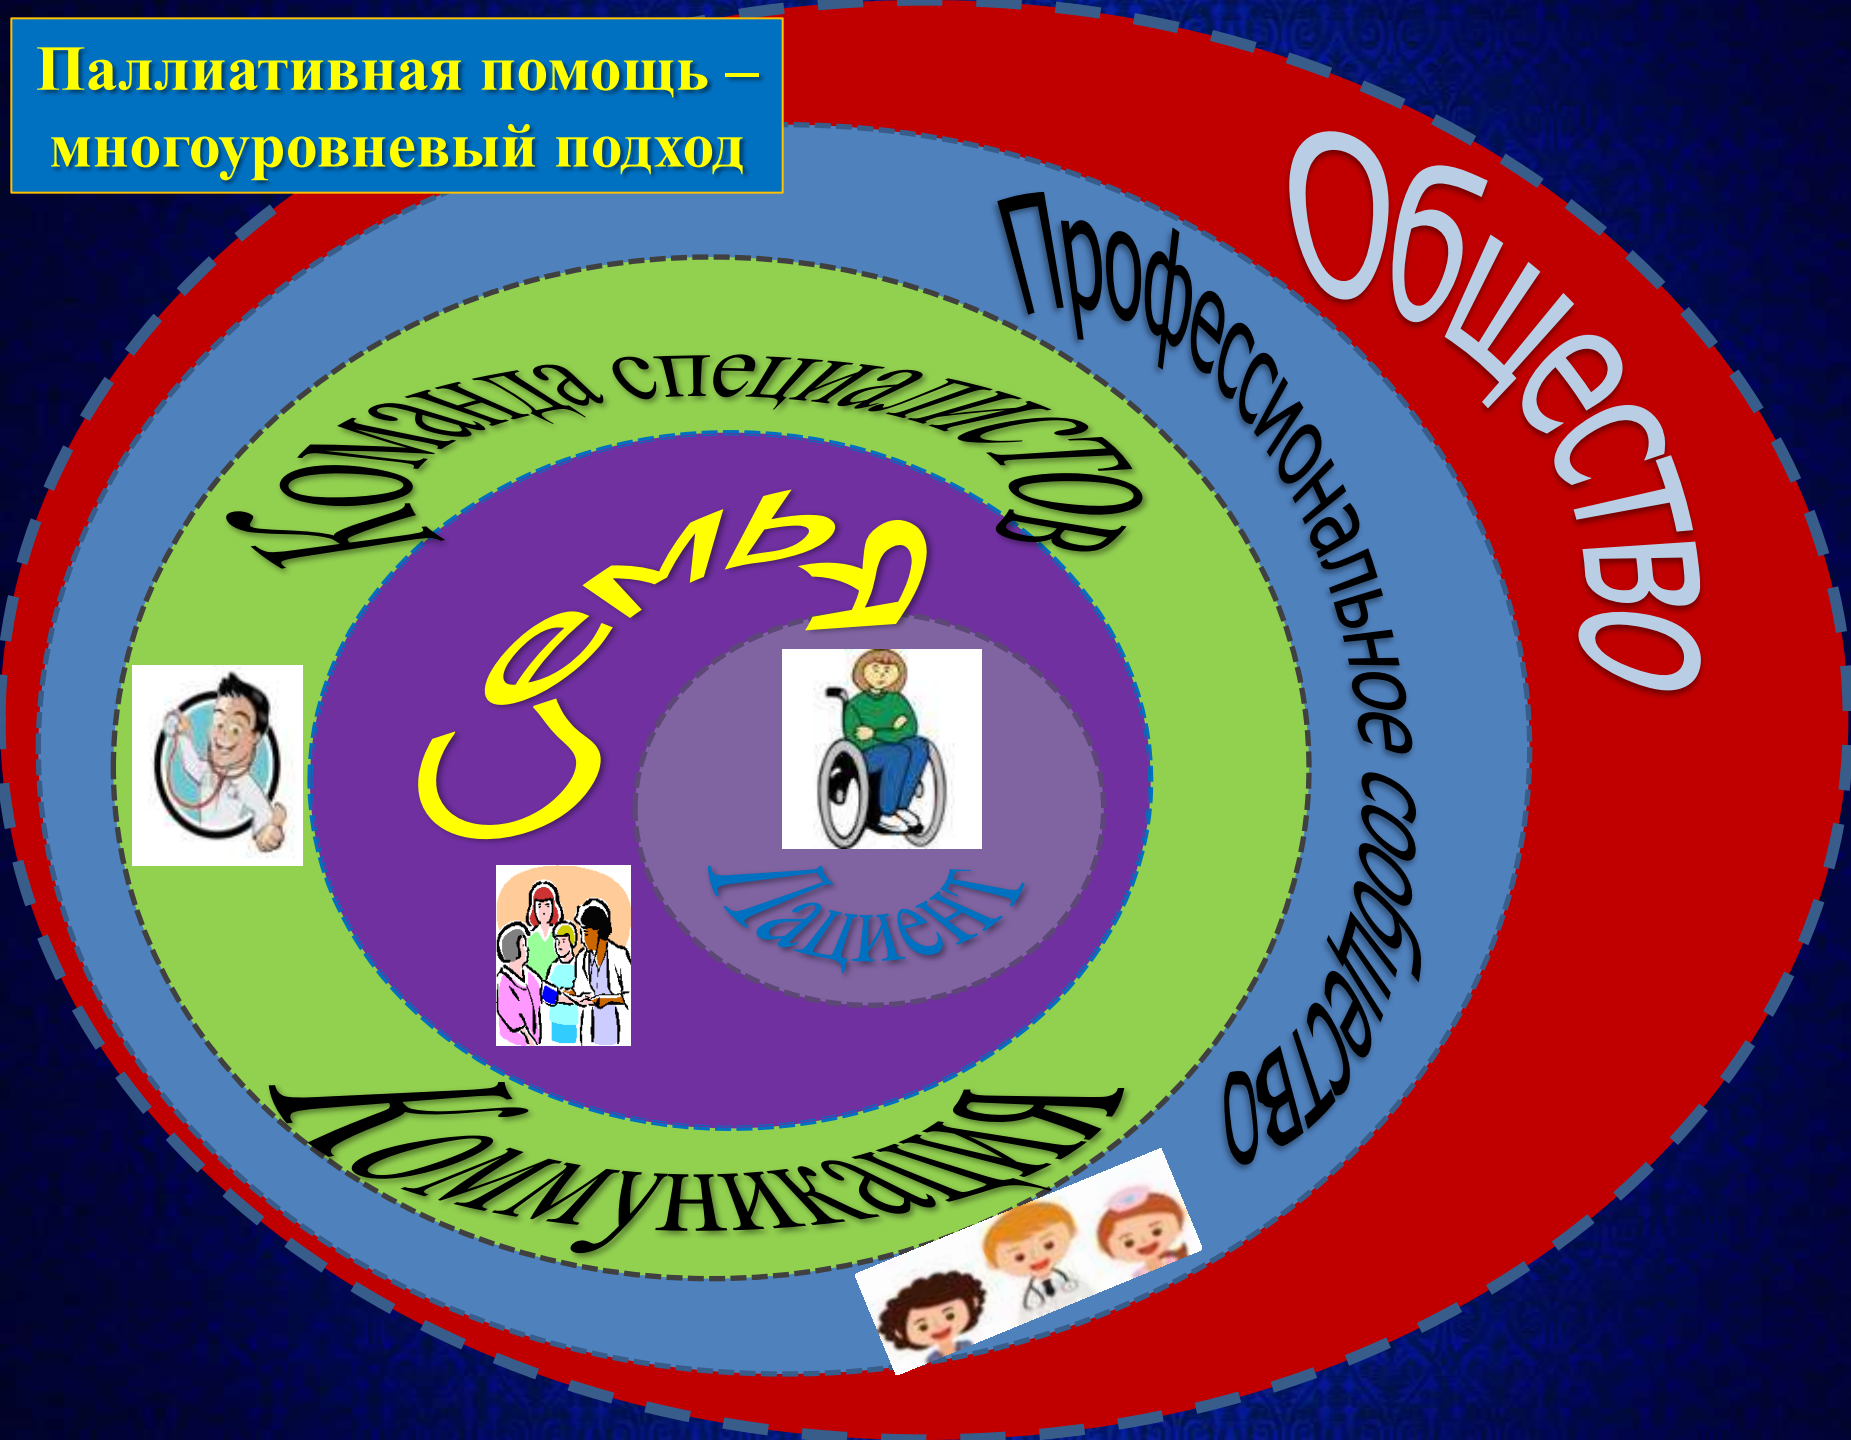 Паллиативная помощь –
многоуровневый подход
Общество
Профессиональное сообщество
Команда специалистов
Семья
Пациент
Коммуникация